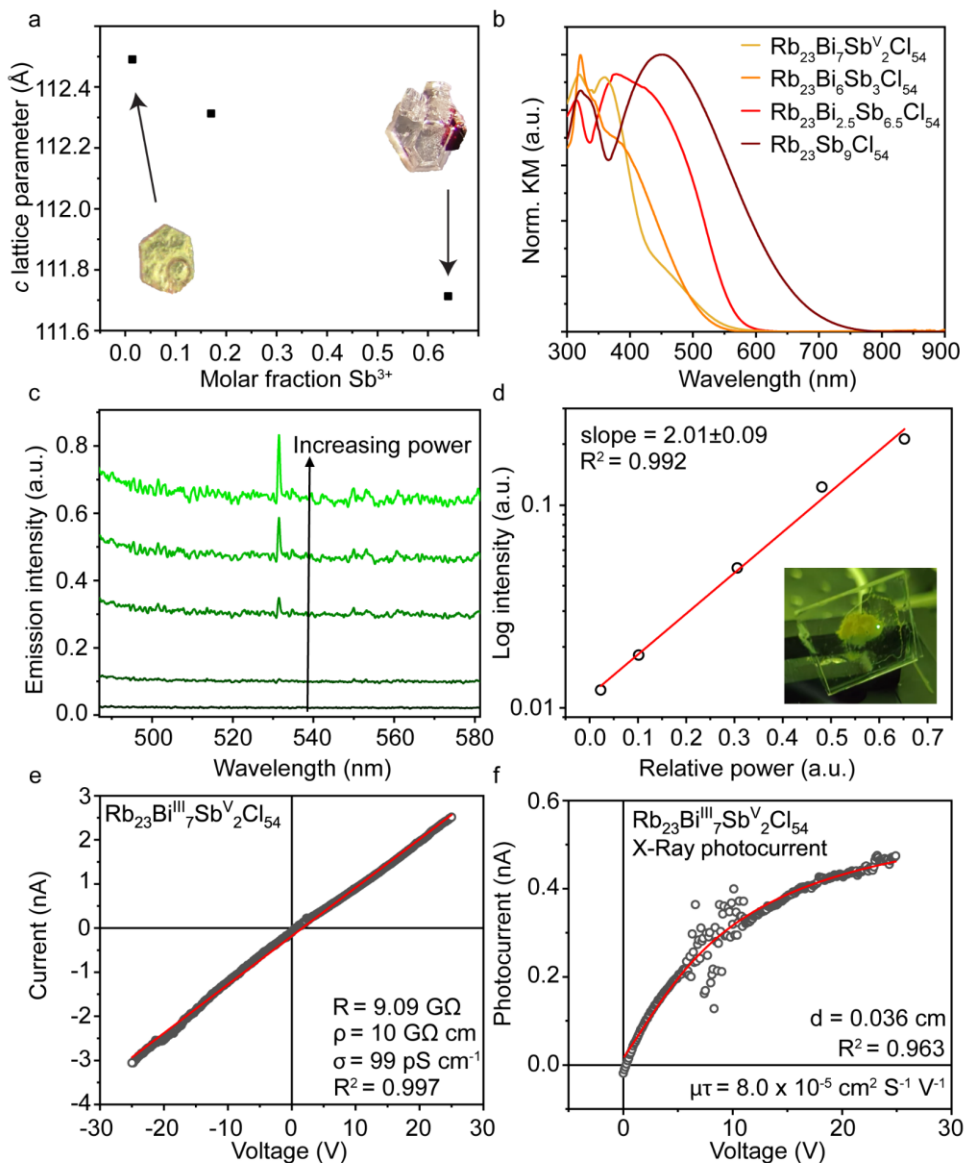 a
c lattice parameter (Å)
112.4
112.2
112.0
111.8
111.6
0.0 0.1 0.2 0.3 0.4 0.5 0.6
Molar fraction Sb³⁺
b
Norm. KM (a.u.)
Rb₂₃Bi₇Sbⱽ₂Cl₅₄
Rb₂₃Bi₆Sb₃Cl₅₄
Rb₂₃Bi₂.₅Sb₆.₅Cl₅₄
Rb₂₃Sb₉Cl₅₄
300 400 500 600 700 800 900
Wavelength (nm)
c
Emission intensity (a.u.)
0.8
0.6
0.4
0.2
0.0
Increasing power
500 520 540 560 580
Wavelength (nm)
d
Log intensity (a.u.)
slope = 2.01±0.09
R² = 0.992
0.1
0.01
0.0 0.1 0.2 0.3 0.4 0.5 0.6 0.7
Relative power (a.u.)
e
Current (nA)
3
2
1
0
-1
-2
-3
-4
Rb₂₃Biᴵᴵᴵ₇Sbⱽ₂Cl₅₄
R = 9.09 GΩ
ρ = 10 GΩ cm
σ = 99 pS cm⁻¹
R² = 0.997
-30 -20 -10 0 10 20 30
Voltage (V)
f
Photocurrent (nA)
0.6
0.4
0.2
0.0
Rb₂₃Biᴵᴵᴵ₇Sbⱽ₂Cl₅₄
X-Ray photocurrent
d = 0.036 cm
R² = 0.963
μτ = 8.0 x 10⁻⁵ cm² S⁻¹ V⁻¹
0 10 20 30
Voltage (V)